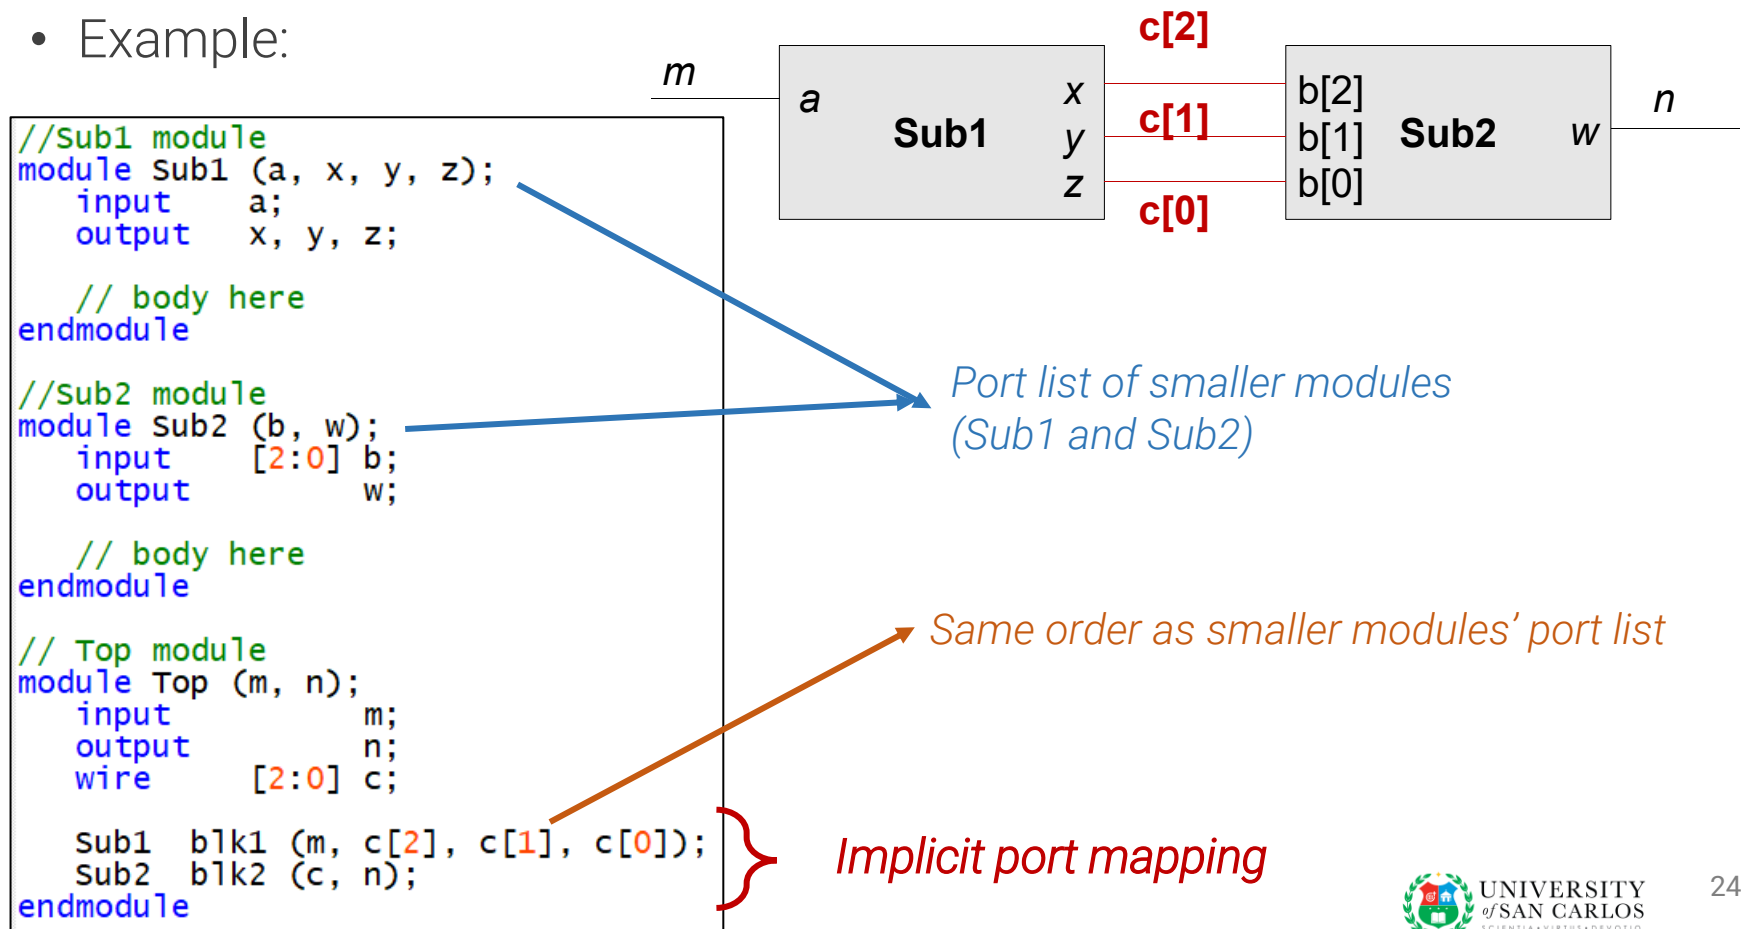 • Example:
//Sub1 module
module Sub1 (a, x, y, z);
   input    a;
   output   x, y, z;
   // body here
endmodule
//Sub2 module
module Sub2 (b, w);
   input    [2:0] b;
   output         w;
   // body here
endmodule
// Top module
module Top (m, n);
   input          m;
   output         n;
   wire     [2:0] c;
   Sub1  blk1 (m, c[2], c[1], c[0]);
   Sub2  blk2 (c, n);
endmodule
m
a
Sub1
x
y
z
c[2]
c[1]
c[0]
b[2]
b[1]
b[0]
Sub2
w
n
Port list of smaller modules
(Sub1 and Sub2)
Same order as smaller modules’ port list
Implicit port mapping
UNIVERSITY
of SAN CARLOS
SCIENTIA • VIRTUS • DEVOTIO
24